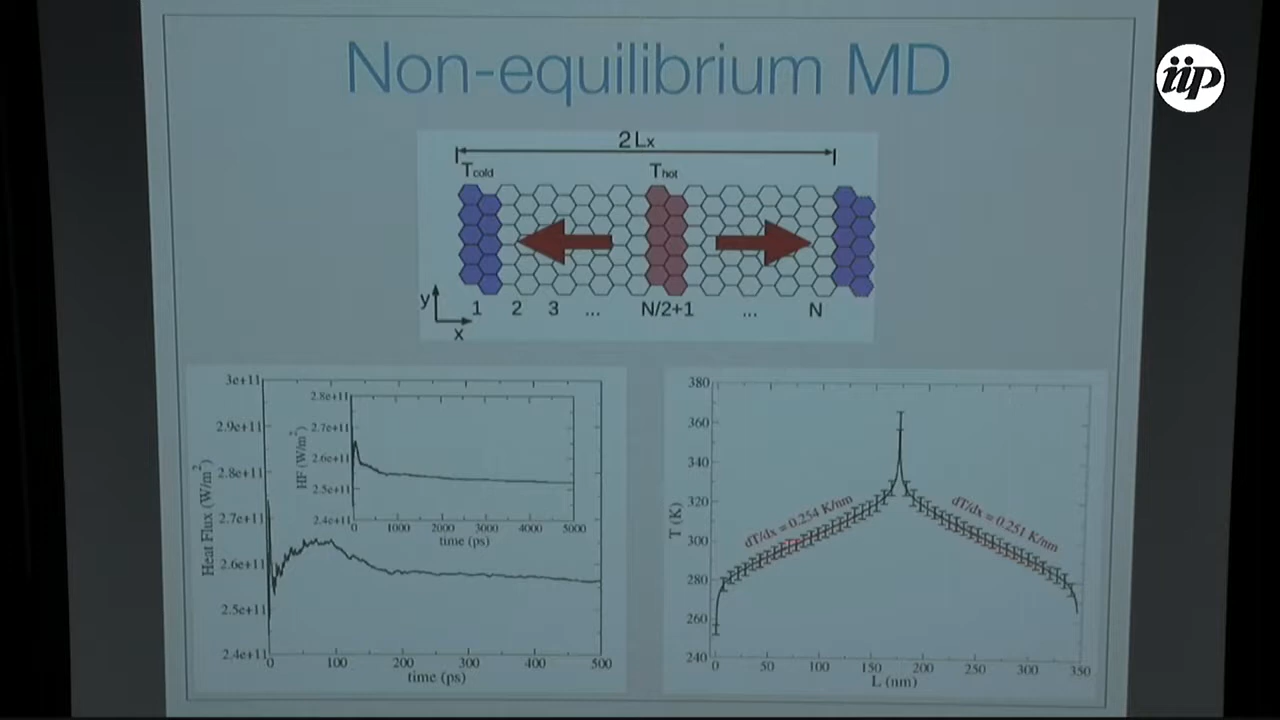 Non-equilibrium MD
iip
2Lx
Tcold
Thot
y
x
1 2 3 ... N/2+1 ... N
3e+11
2.9e+11
2.8e+11
2.7e+11
2.6e+11
2.5e+11
2.4e+11
Heat Flux (W/m²)
0 100 200 300 400 500
time (ps)
2.8e+11
2.7e+11
2.6e+11
2.5e+11
2.4e+11
HF (W/m²)
0 1000 2000 3000 4000 5000
time (ps)
380
360
340
320
300
280
260
240
T (K)
dT/dx = 0.254 K/nm
dT/dx = 0.251 K/nm
0 50 100 150 200 250 300 350
L (nm)